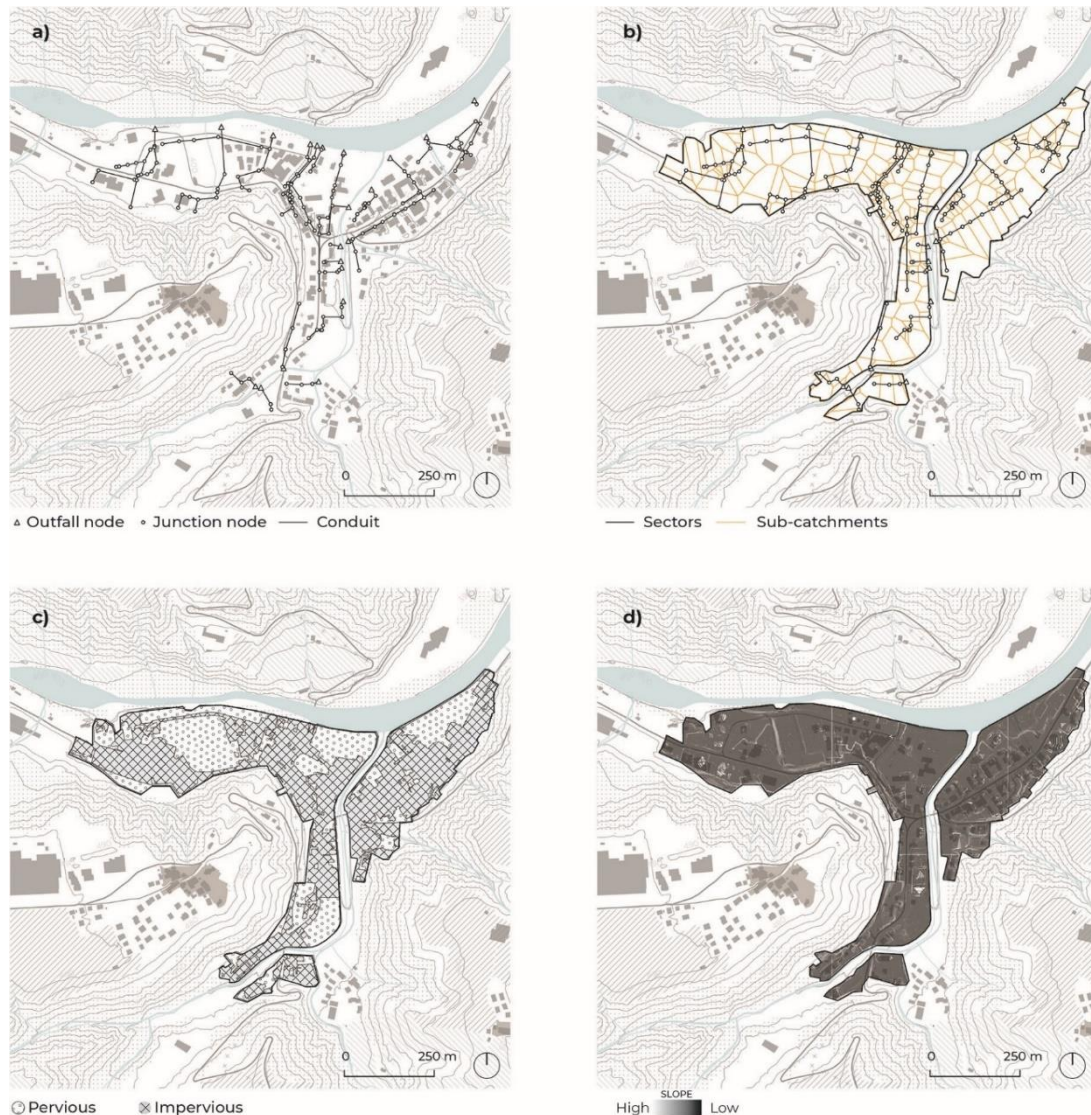 a)
0 250 m
Outfall node Junction node Conduit
b)
0 250 m
Sectors Sub-catchments
c)
0 250 m
Pervious Impervious
d)
0 250 m
SLOPE
High Low